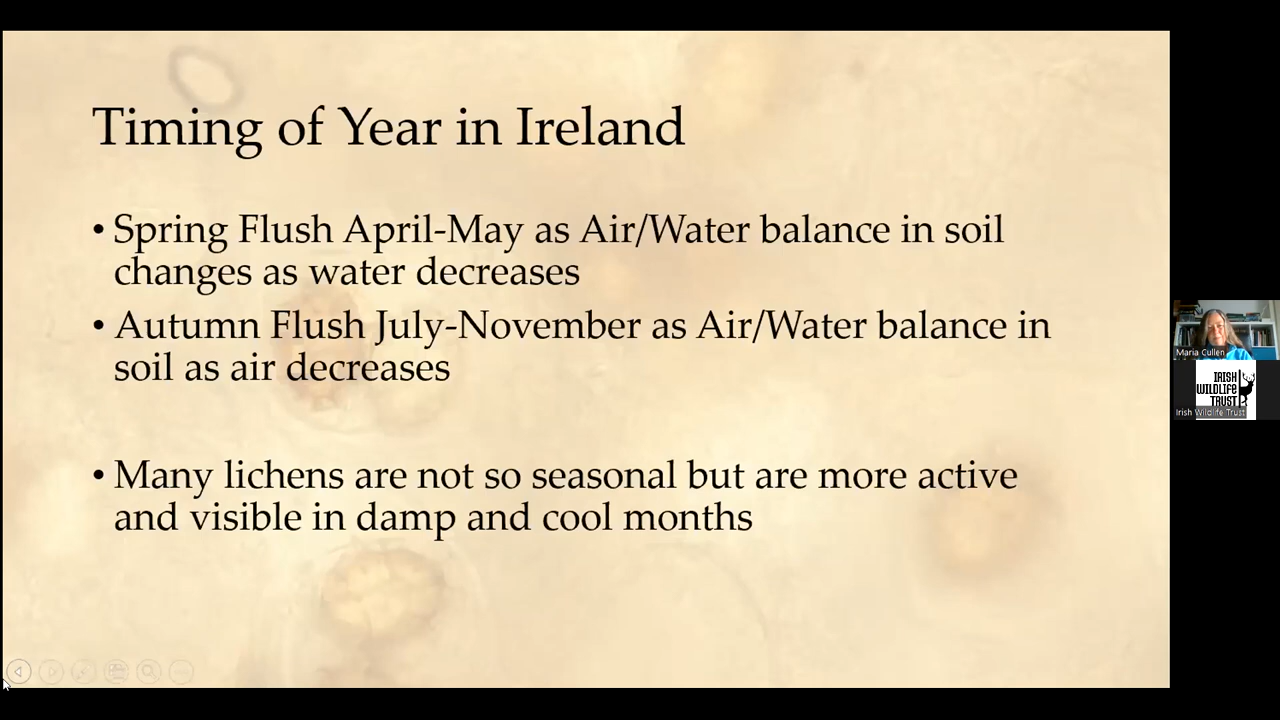 Timing of Year in Ireland
• Spring Flush April-May as Air/Water balance in soil
changes as water decreases
• Autumn Flush July-November as Air/Water balance in
soil as air decreases
• Many lichens are not so seasonal but are more active
and visible in damp and cool months
Maria Cullen
IRISH
WILDLIFE
TRUST
Irish Wildlife Trust